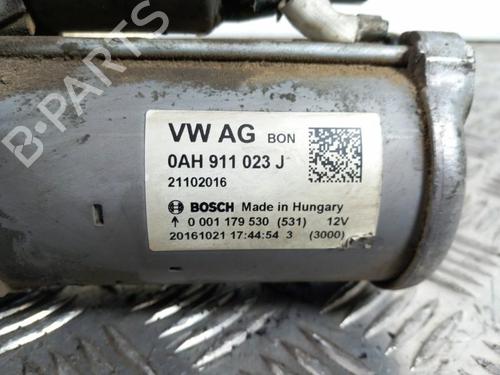 VW AG BON
0AH 911 023 J
21102016
BOSCH Made in Hungary
↑ 0 001 179 530 (531) 12V
20161021 17:44:54 3 (3000)
B-PARTS